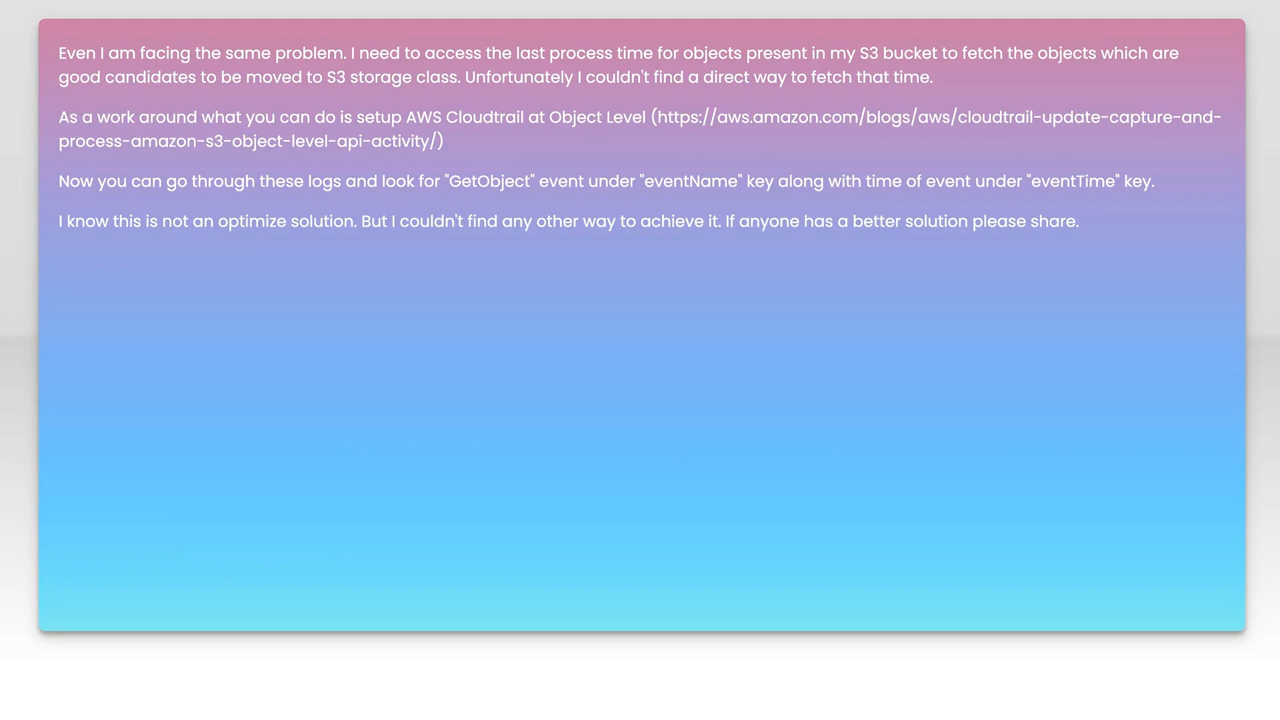 Even I am facing the same problem. I need to access the last process time for objects present in my S3 bucket to fetch the objects which are
good candidates to be moved to S3 storage class. Unfortunately I couldn't find a direct way to fetch that time.
As a work around what you can do is setup AWS Cloudtrail at Object Level (https://aws.amazon.com/blogs/aws/cloudtrail-update-capture-and-
process-amazon-s3-object-level-api-activity/)
Now you can go through these logs and look for "GetObject" event under "eventName" key along with time of event under "eventTime" key.
I know this is not an optimize solution. But I couldn't find any other way to achieve it. If anyone has a better solution please share.